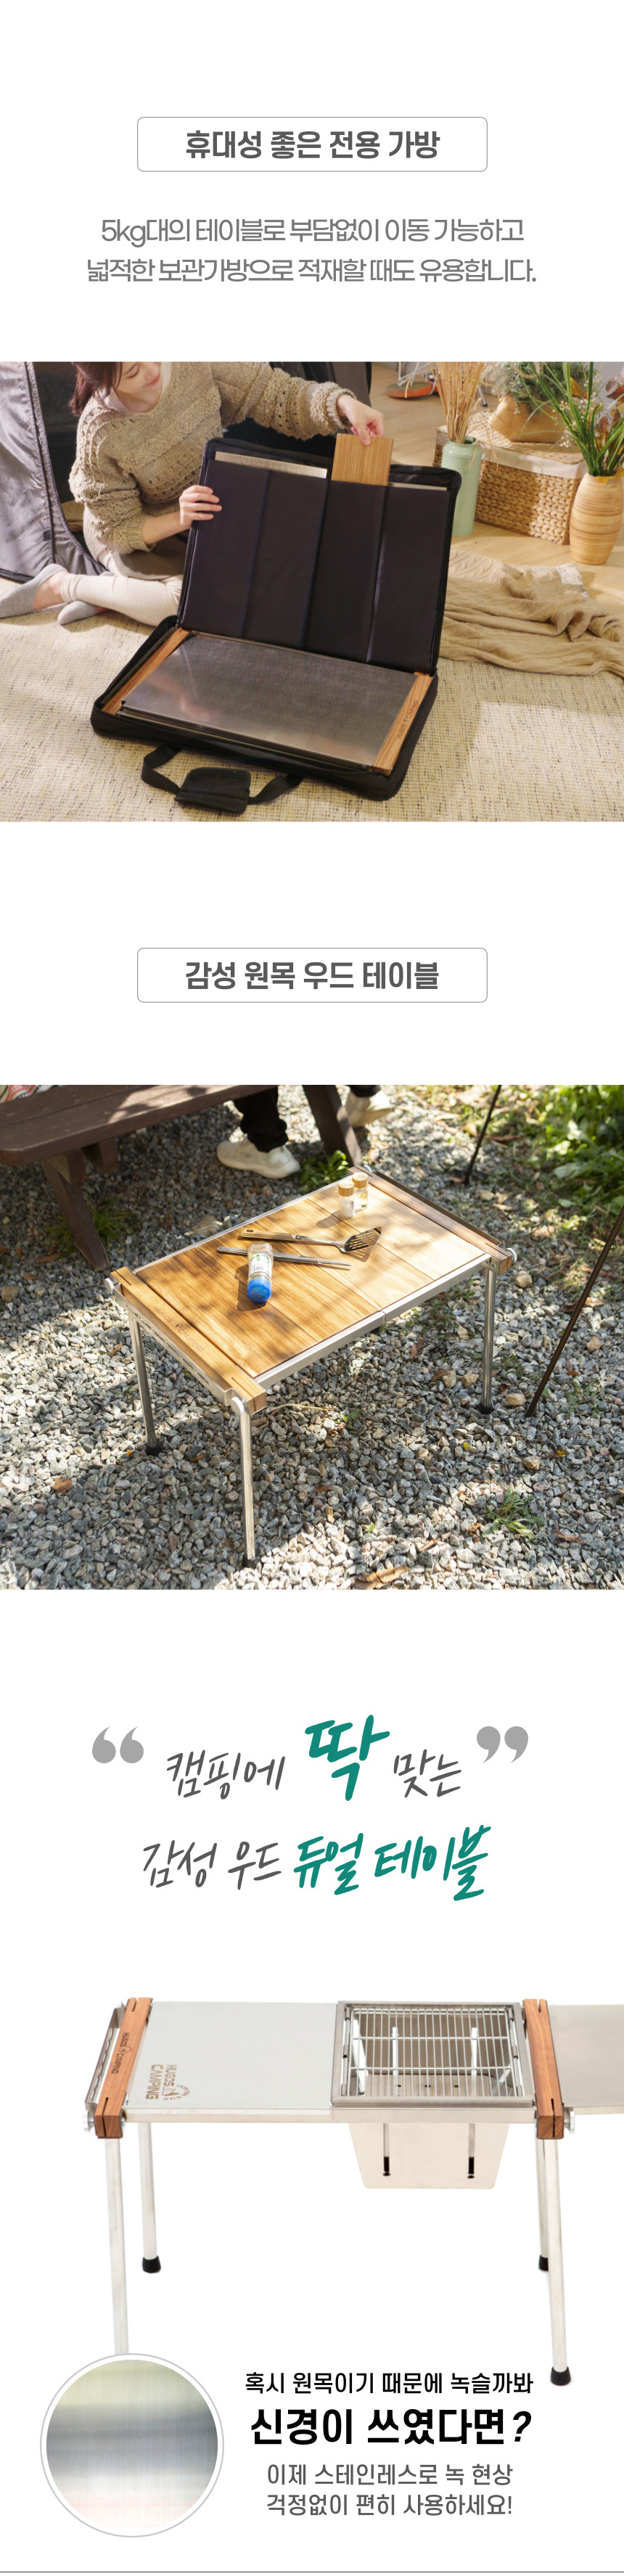 휴대성 좋은 전용 가방
5kg대의 테이블로 부담없이 이동 가능하고
넓적한 보관가방으로 적재할 때도 유용합니다.
감성 원목 우드 테이블
“ 캠핑에 딱 맞는 ”
감성 우드 듀얼 테이블
HUGOS CAMPING
HUGOS
CAMPING
혹시 원목이기 때문에 녹슬까봐
신경이 쓰였다면?
이제 스테인레스로 녹 현상
걱정없이 편히 사용하세요!